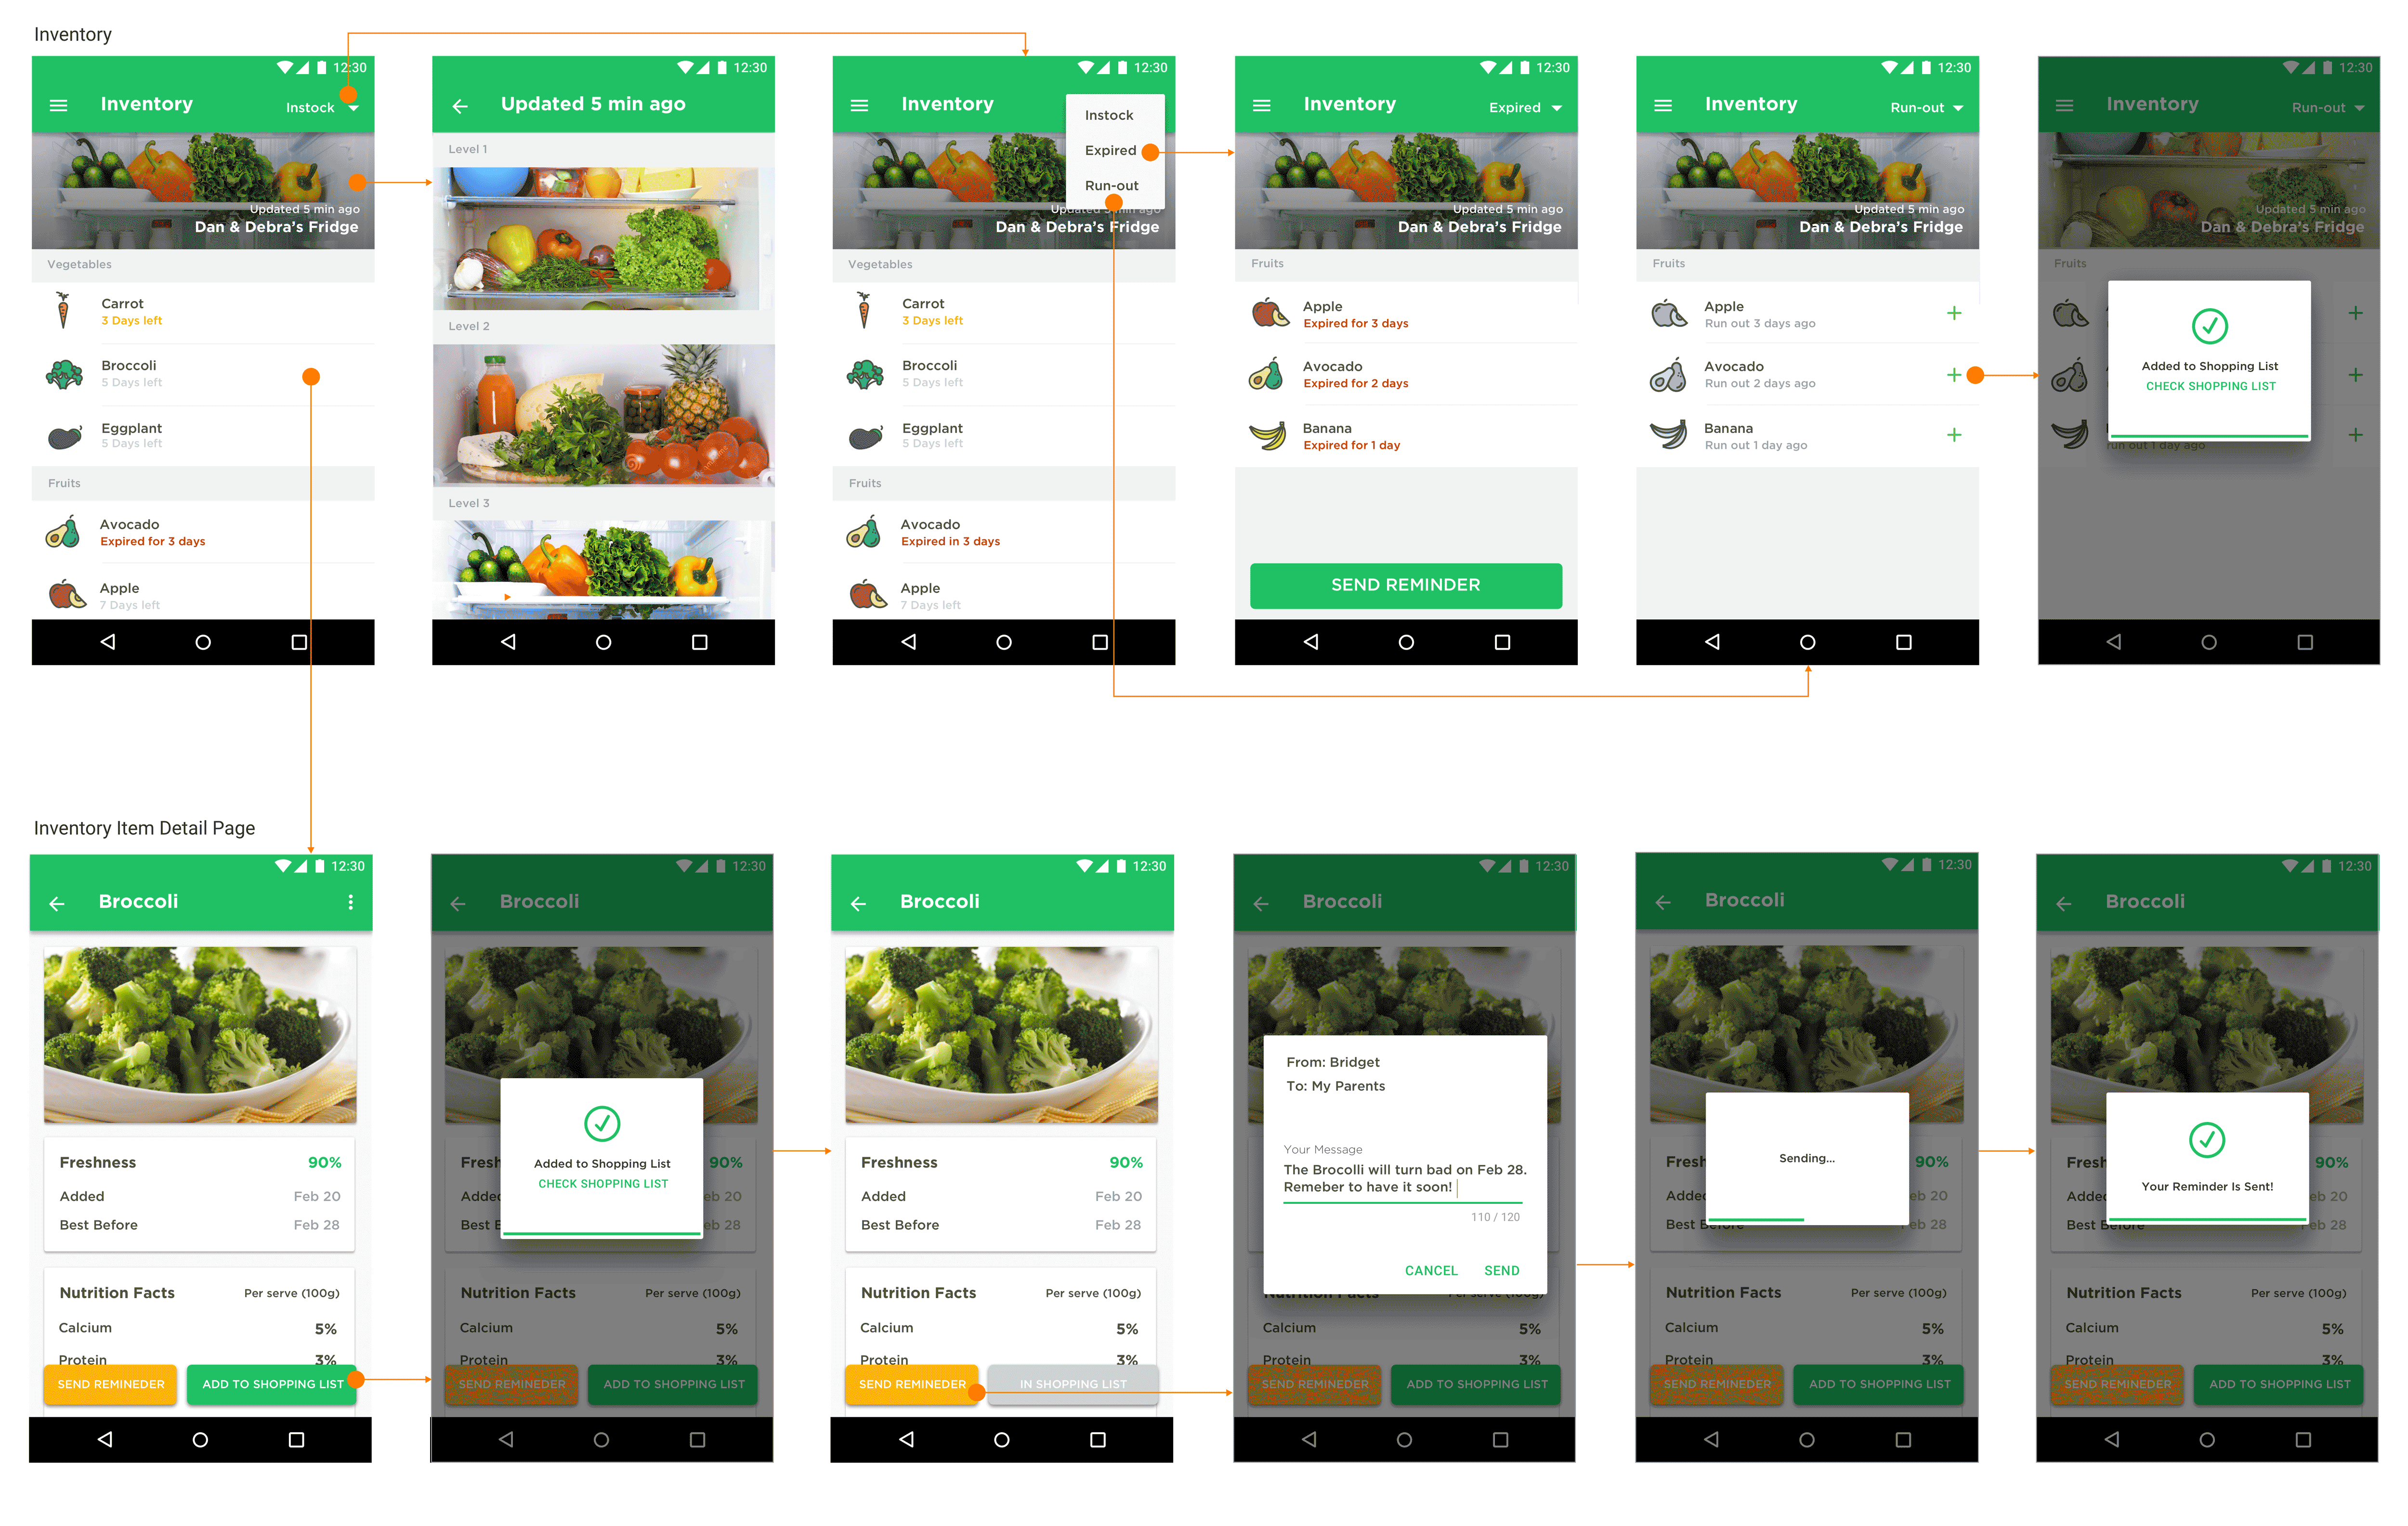 Inventory
12:30
Inventory
Instock
Updated 5 min ago
Dan & Debra's Fridge
Vegetables
Carrot
3 Days left
Broccoli
5 Days left
Eggplant
5 Days left
Fruits
Avocado
Expired for 3 days
Apple
7 Days left
12:30
Updated 5 min ago
Level 1
Level 2
Level 3
12:30
Inventory
Instock
Expired
Run-out
Updated 5 min ago
Dan & Debra's Fridge
Vegetables
Carrot
3 Days left
Broccoli
5 Days left
Eggplant
5 Days left
Fruits
Avocado
Expired in 3 days
Apple
7 Days left
12:30
Inventory
Expired
Updated 5 min ago
Dan & Debra's Fridge
Fruits
Apple
Expired for 3 days
Avocado
Expired for 2 days
Banana
Expired for 1 day
SEND REMINDER
12:30
Inventory
Run-out
Updated 5 min ago
Dan & Debra's Fridge
Fruits
Apple
Run out 3 days ago
Avocado
Run out 2 days ago
Banana
Run out 1 day ago
12:30
Inventory
Run-out
Updated 5 min ago
Dan & Debra's Fridge
Fruits
Added to Shopping List
CHECK SHOPPING LIST
run out 1 day ago
Inventory Item Detail Page
12:30
Broccoli
Freshness 90%
Added Feb 20
Best Before Feb 28
Nutrition Facts Per serve (100g)
Calcium 5%
Protein 3%
SEND REMINEDER ADD TO SHOPPING LIST
12:30
Broccoli
Added to Shopping List
CHECK SHOPPING LIST
Fresh 90%
Added eb 20
Best B eb 28
Nutrition Facts Per serve (100g)
Calcium 5%
Protein 3%
SEND REMINEDER ADD TO SHOPPING LIST
12:30
Broccoli
Freshness 90%
Added Feb 20
Best Before Feb 28
Nutrition Facts Per serve (100g)
Calcium 5%
Protein 3%
SEND REMINEDER IN SHOPPING LIST
12:30
Broccoli
From: Bridget
To: My Parents
Your Message
The Brocolli will turn bad on Feb 28.
Remeber to have it soon!
110 / 120
CANCEL SEND
Nutrition Facts Per serve (100g)
Calcium 5%
Protein 3%
SEND REMINEDER ADD TO SHOPPING LIST
12:30
Broccoli
Sending...
Fresh 90%
Added eb 20
Best Before eb 28
Nutrition Facts Per serve (100g)
Calcium 5%
Protein 3%
SEND REMINEDER ADD TO SHOPPING LIST
12:30
Broccoli
Your Reminder Is Sent!
Fresh 90%
Added eb 20
Best Before Feb 28
Nutrition Facts Per serve (100g)
Calcium 5%
Protein 3%
SEND REMINEDER ADD TO SHOPPING LIST